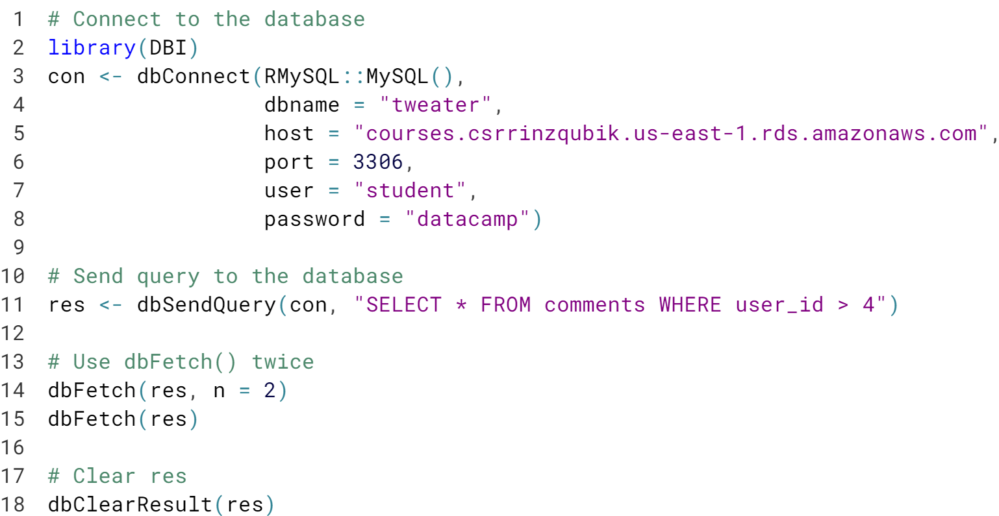 1 # Connect to the database
2 library(DBI)
3 con <- dbConnect(RMySQL::MySQL(),
4                  dbname = "tweater",
5                  host = "courses.csrrinzqubik.us-east-1.rds.amazonaws.com",
6                  port = 3306,
7                  user = "student",
8                  password = "datacamp")
9
10 # Send query to the database
11 res <- dbSendQuery(con, "SELECT * FROM comments WHERE user_id > 4")
12
13 # Use dbFetch() twice
14 dbFetch(res, n = 2)
15 dbFetch(res)
16
17 # Clear res
18 dbClearResult(res)